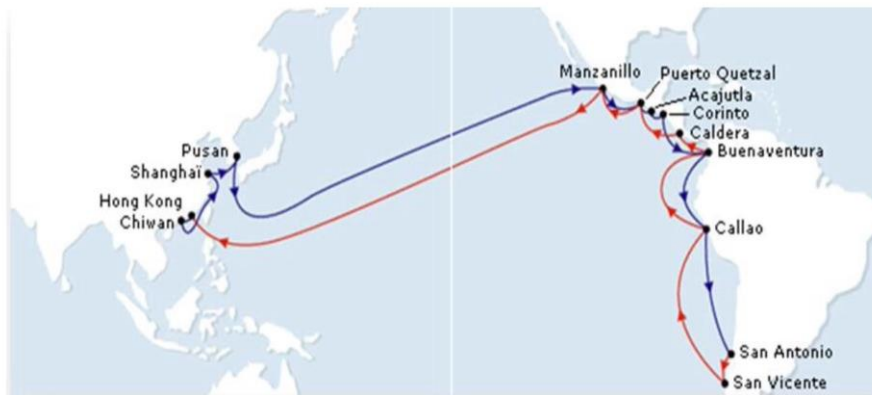 Manzanillo
Puerto Quetzal
Acajutla
Corinto
Caldera
Buenaventura
Pusan
Shanghaï
Hong Kong
Chiwan
Callao
San Antonio
San Vicente